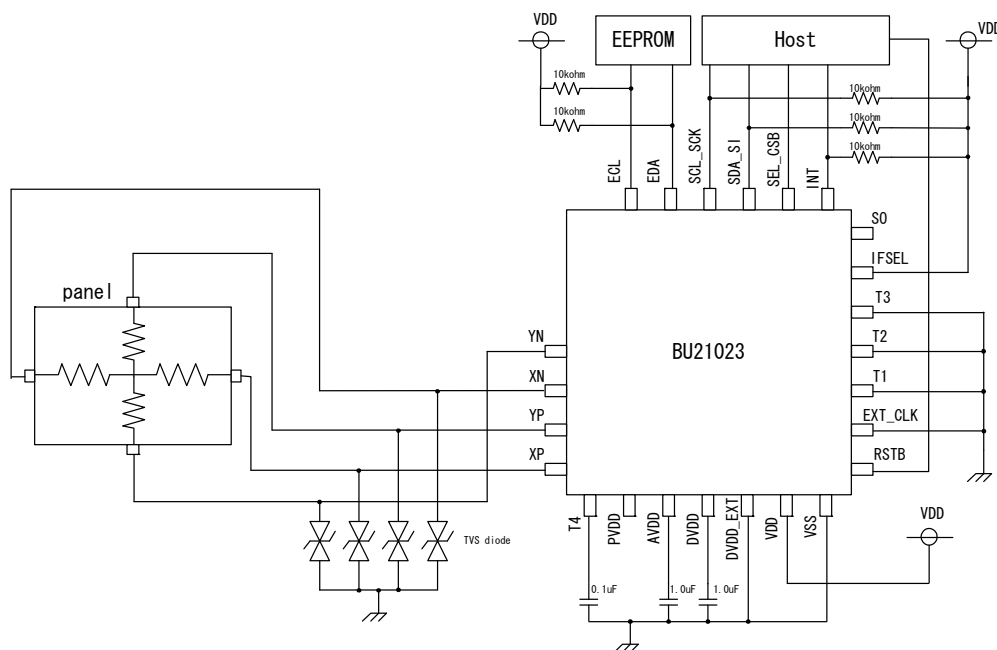 VDD
EEPROM
Host
VDD
10kohm
10kohm
10kohm
10kohm
10kohm
ECL
EDA
SCL_SCK
SDA_SI
SEL_CSB
INT
SO
IFSEL
T3
T2
T1
EXT_CLK
RSTB
panel
YN
XN
YP
XP
BU21023
T4
PVDD
AVDD
DVDD
DVDD_EXT
VDD
VSS
VDD
TVS diode
0.1uF
1.0uF
1.0uF